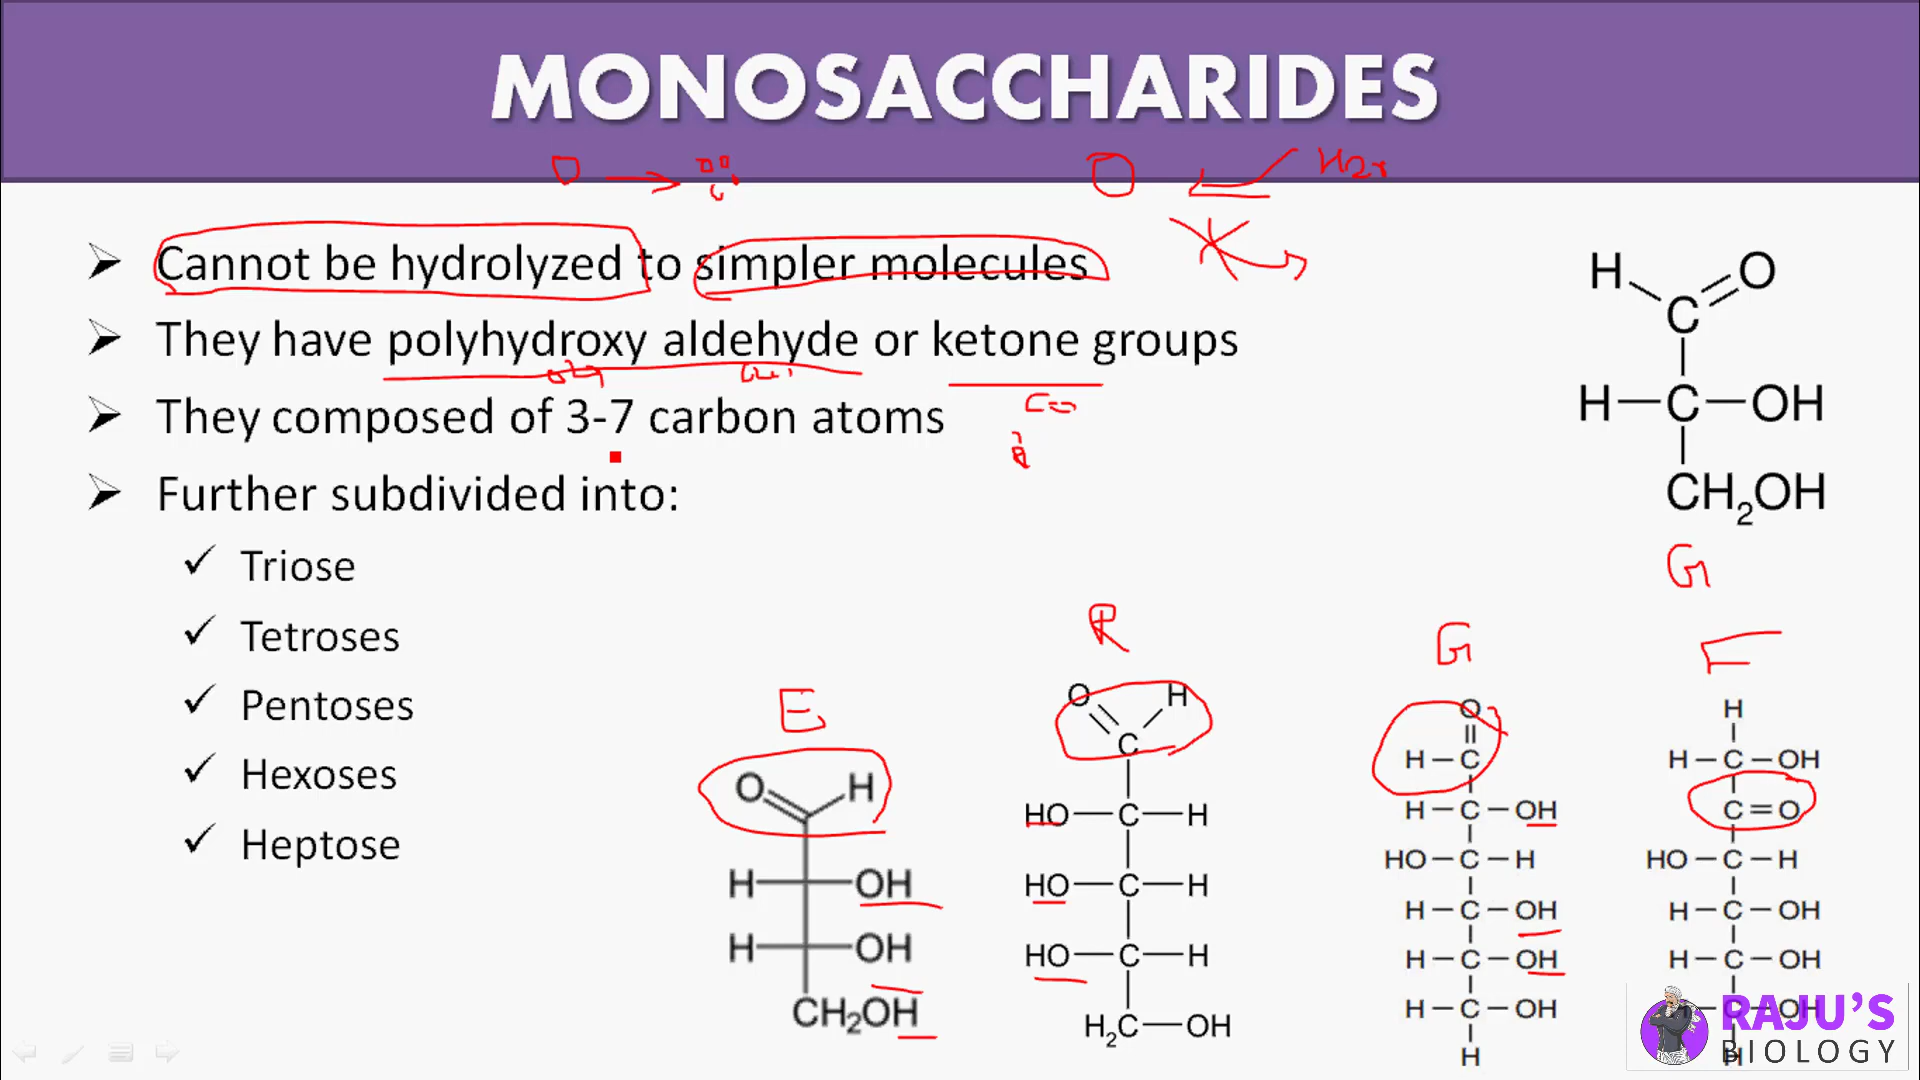 MONOSACCHARIDES
H2
Cannot be hydrolyzed to simpler molecules
They have polyhydroxy aldehyde or ketone groups
They composed of 3-7 carbon atoms
Further subdivided into:
Triose
Tetroses
Pentoses
Hexoses
Heptose
H O
C
H C OH
CH2OH
G
E
O H
H OH
H OH
CH2OH
R
O H
C
HO C H
HO C H
HO C H
H2C OH
G
O
H C
H C OH
HO C H
H C OH
H C OH
H C OH
H
F
H
H C OH
C=O
HO C H
H C OH
H C OH
H C OH
H
RAJU'S
BIOLOGY